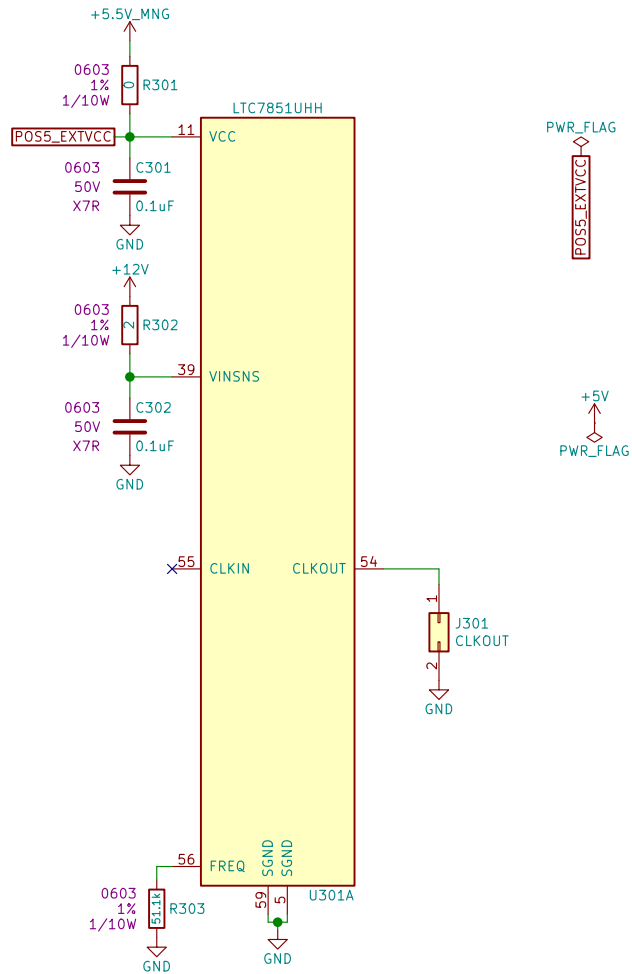 +5.5V_MNG
0603
1%
1/10W
0
R301
LTC7851UHH
POS5_EXTVCC
11
VCC
PWR_FLAG
POS5_EXTVCC
0603
50V
X7R
C301
0.1uF
GND
+12V
0603
1%
1/10W
2
R302
39
VINSNS
0603
50V
X7R
C302
0.1uF
GND
+5V
PWR_FLAG
55
CLKIN
CLKOUT
54
1
J301
CLKOUT
2
GND
56
FREQ
SGND
SGND
59
5
U301A
0603
1%
1/10W
51.1k
R303
GND
GND